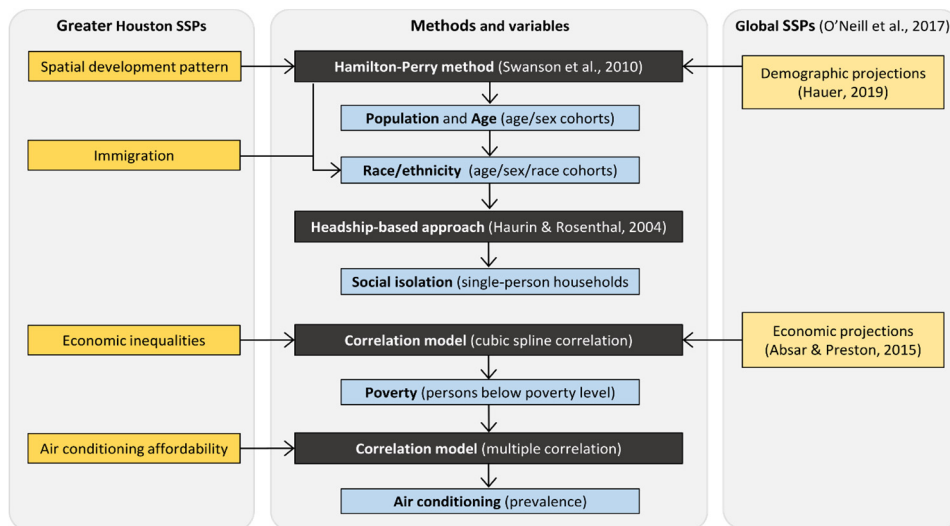 Greater Houston SSPs
Methods and variables
Global SSPs (O'Neill et al., 2017)
Spatial development pattern
Hamilton-Perry method (Swanson et al., 2010)
Demographic projections
(Hauer, 2019)
Population and Age (age/sex cohorts)
Immigration
Race/ethnicity (age/sex/race cohorts)
Headship-based approach (Haurin & Rosenthal, 2004)
Social isolation (single-person households
Economic inequalities
Correlation model (cubic spline correlation)
Economic projections
(Absar & Preston, 2015)
Poverty (persons below poverty level)
Air conditioning affordability
Correlation model (multiple correlation)
Air conditioning (prevalence)